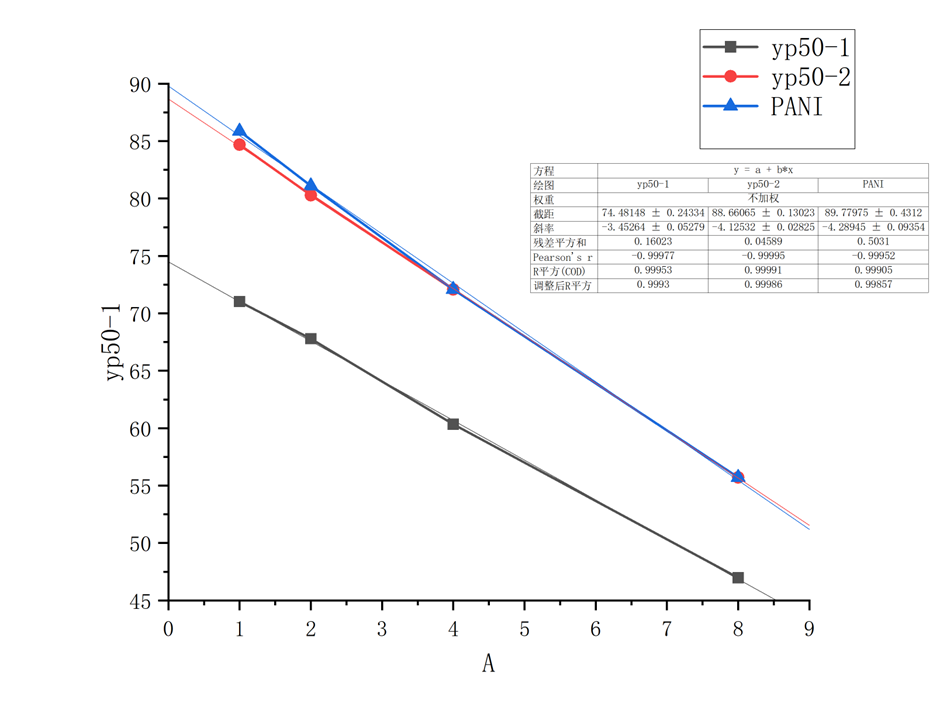 yp50-1
yp50-2
PANI
90
85
80
75
70
65
60
55
50
45
yp50-1
0 1 2 3 4 5 6 7 8 9
A
方程 y = a + b*x
绘图 yp50-1 yp50-2 PANI
权重 不加权
截距 74.48148 ± 0.24334 88.66065 ± 0.13023 89.77975 ± 0.4312
斜率 -3.45264 ± 0.05279 -4.12532 ± 0.02825 -4.28945 ± 0.09354
残差平方和 0.16023 0.04589 0.5031
Pearson's r -0.99977 -0.99995 -0.99952
R平方(COD) 0.99953 0.99991 0.99905
调整后R平方 0.9993 0.99986 0.99857